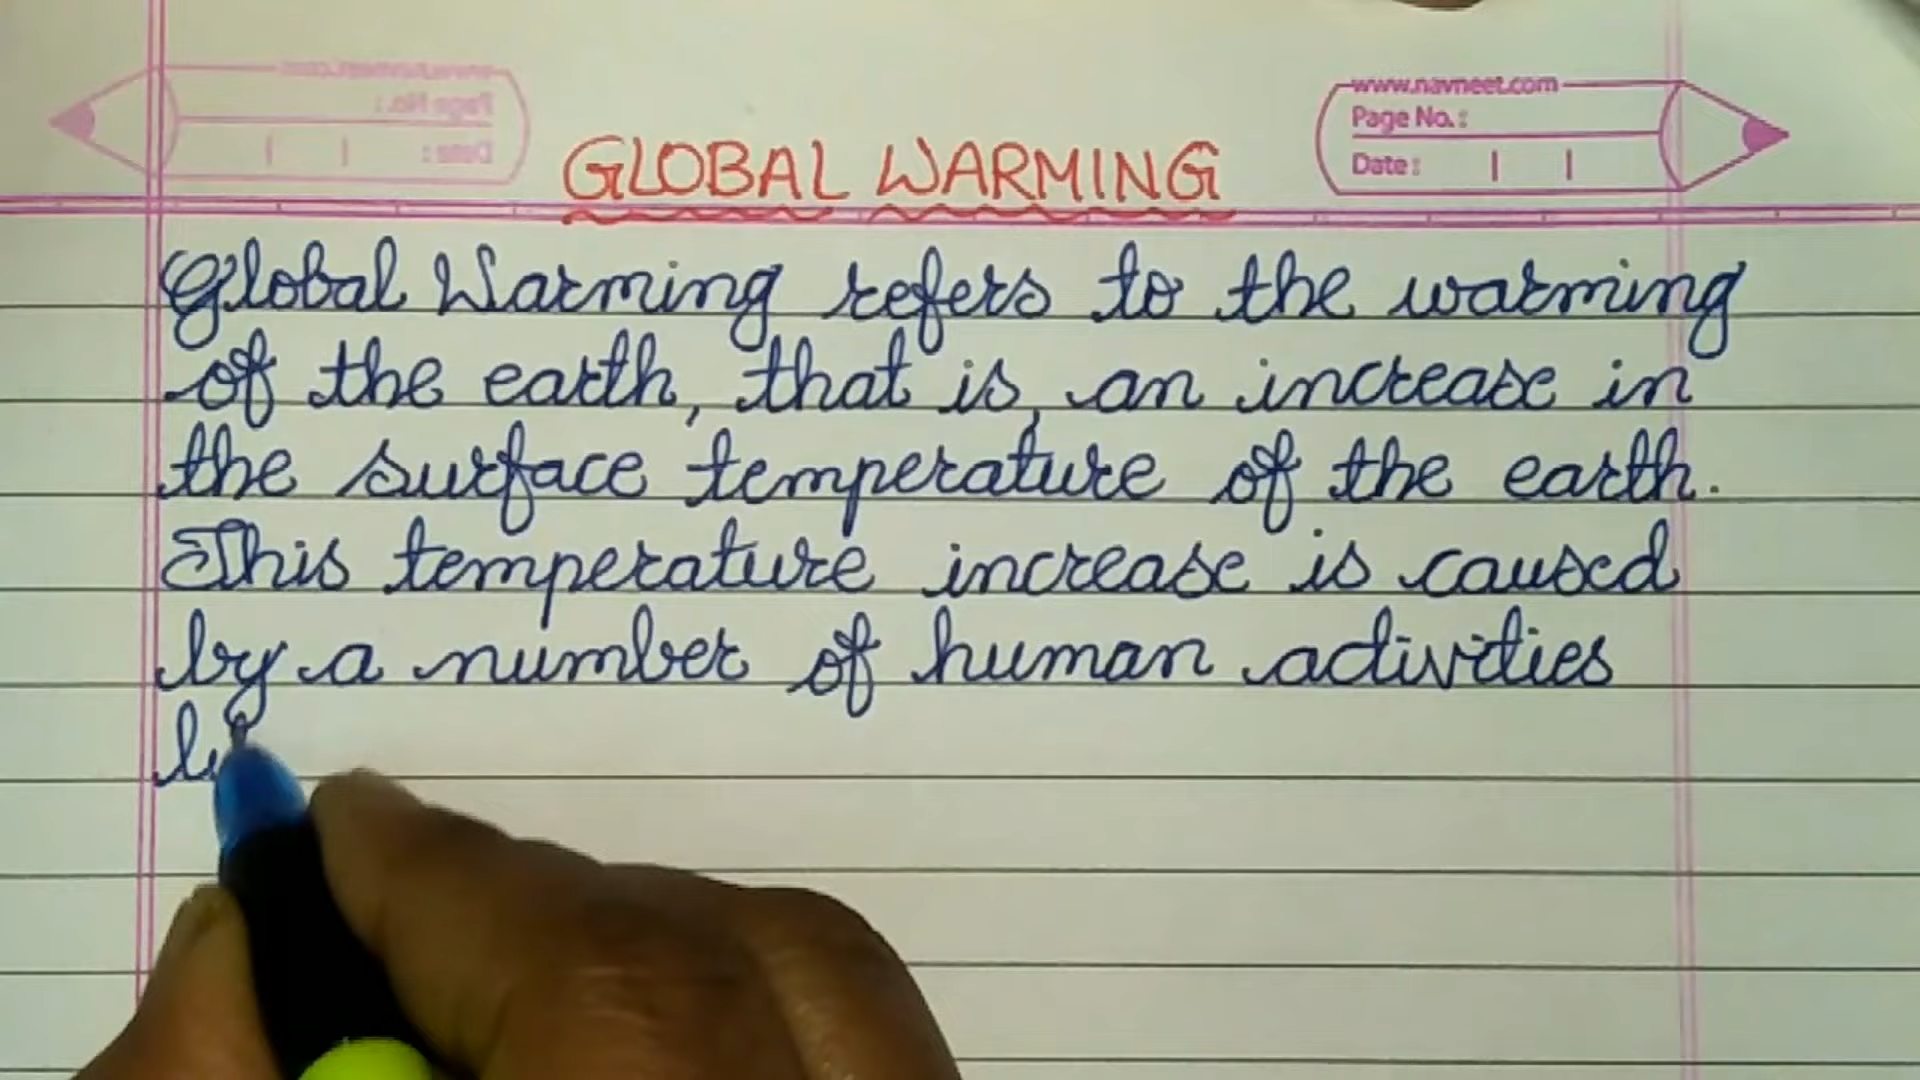 www.navneet.com
Page No.:
Date:
GLOBAL WARMING
Global Warming refers to the warming
of the earth, that is, an increase in
the surface temperature of the earth.
This temperature increase is caused
by a number of human activities